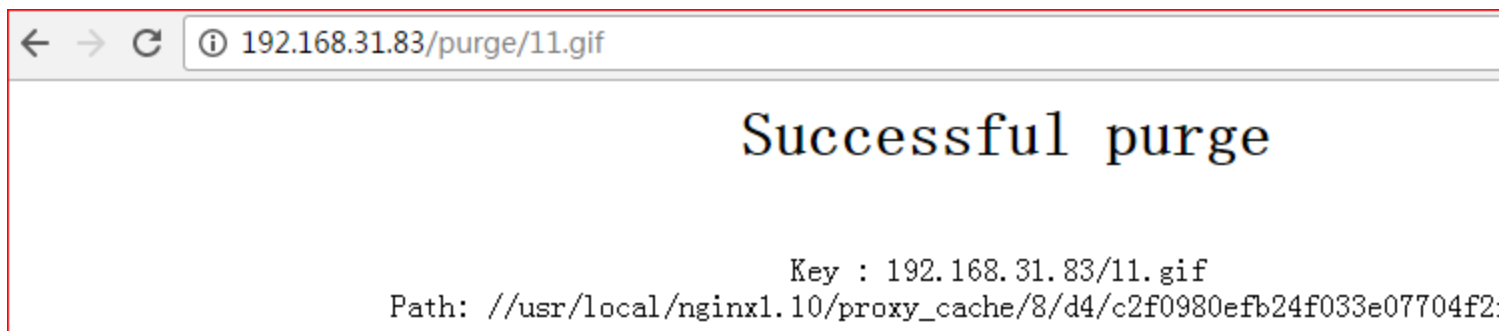 192.168.31.83/purge/11.gif
Successful purge
Key : 192.168.31.83/11.gif
Path: //usr/local/nginx1.10/proxy_cache/8/d4/c2f0980efb24f033e07704f2